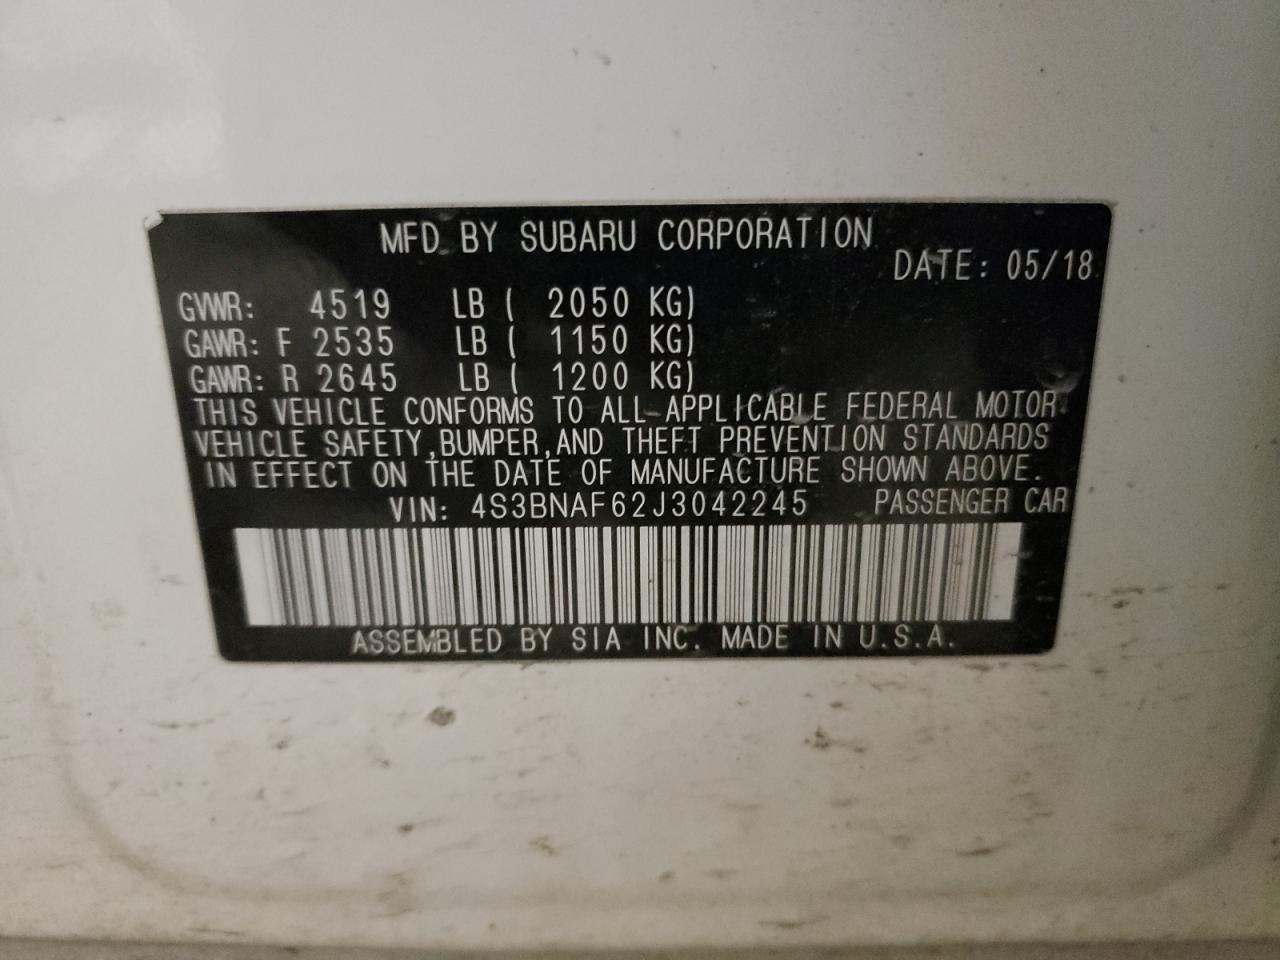 MFD BY SUBARU CORPORATION
DATE: 05/18
GVWR: 4519 LB ( 2050 KG)
GAWR: F 2535 LB ( 1150 KG)
GAWR: R 2645 LB ( 1200 KG)
THIS VEHICLE CONFORMS TO ALL APPLICABLE FEDERAL MOTOR
VEHICLE SAFETY,BUMPER,AND THEFT PREVENTION STANDARDS
IN EFFECT ON THE DATE OF MANUFACTURE SHOWN ABOVE.
VIN: 4S3BNAF62J3042245 PASSENGER CAR
ASSEMBLED BY SIA INC. MADE IN U.S.A.